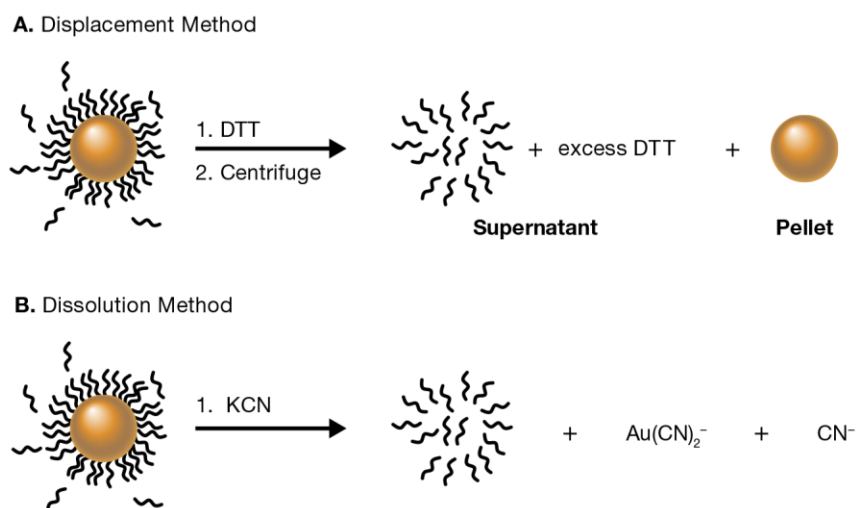 A. Displacement Method
1. DTT
2. Centrifuge
+ excess DTT +
Supernatant Pellet
B. Dissolution Method
1. KCN
+ Au(CN)₂⁻ + CN⁻